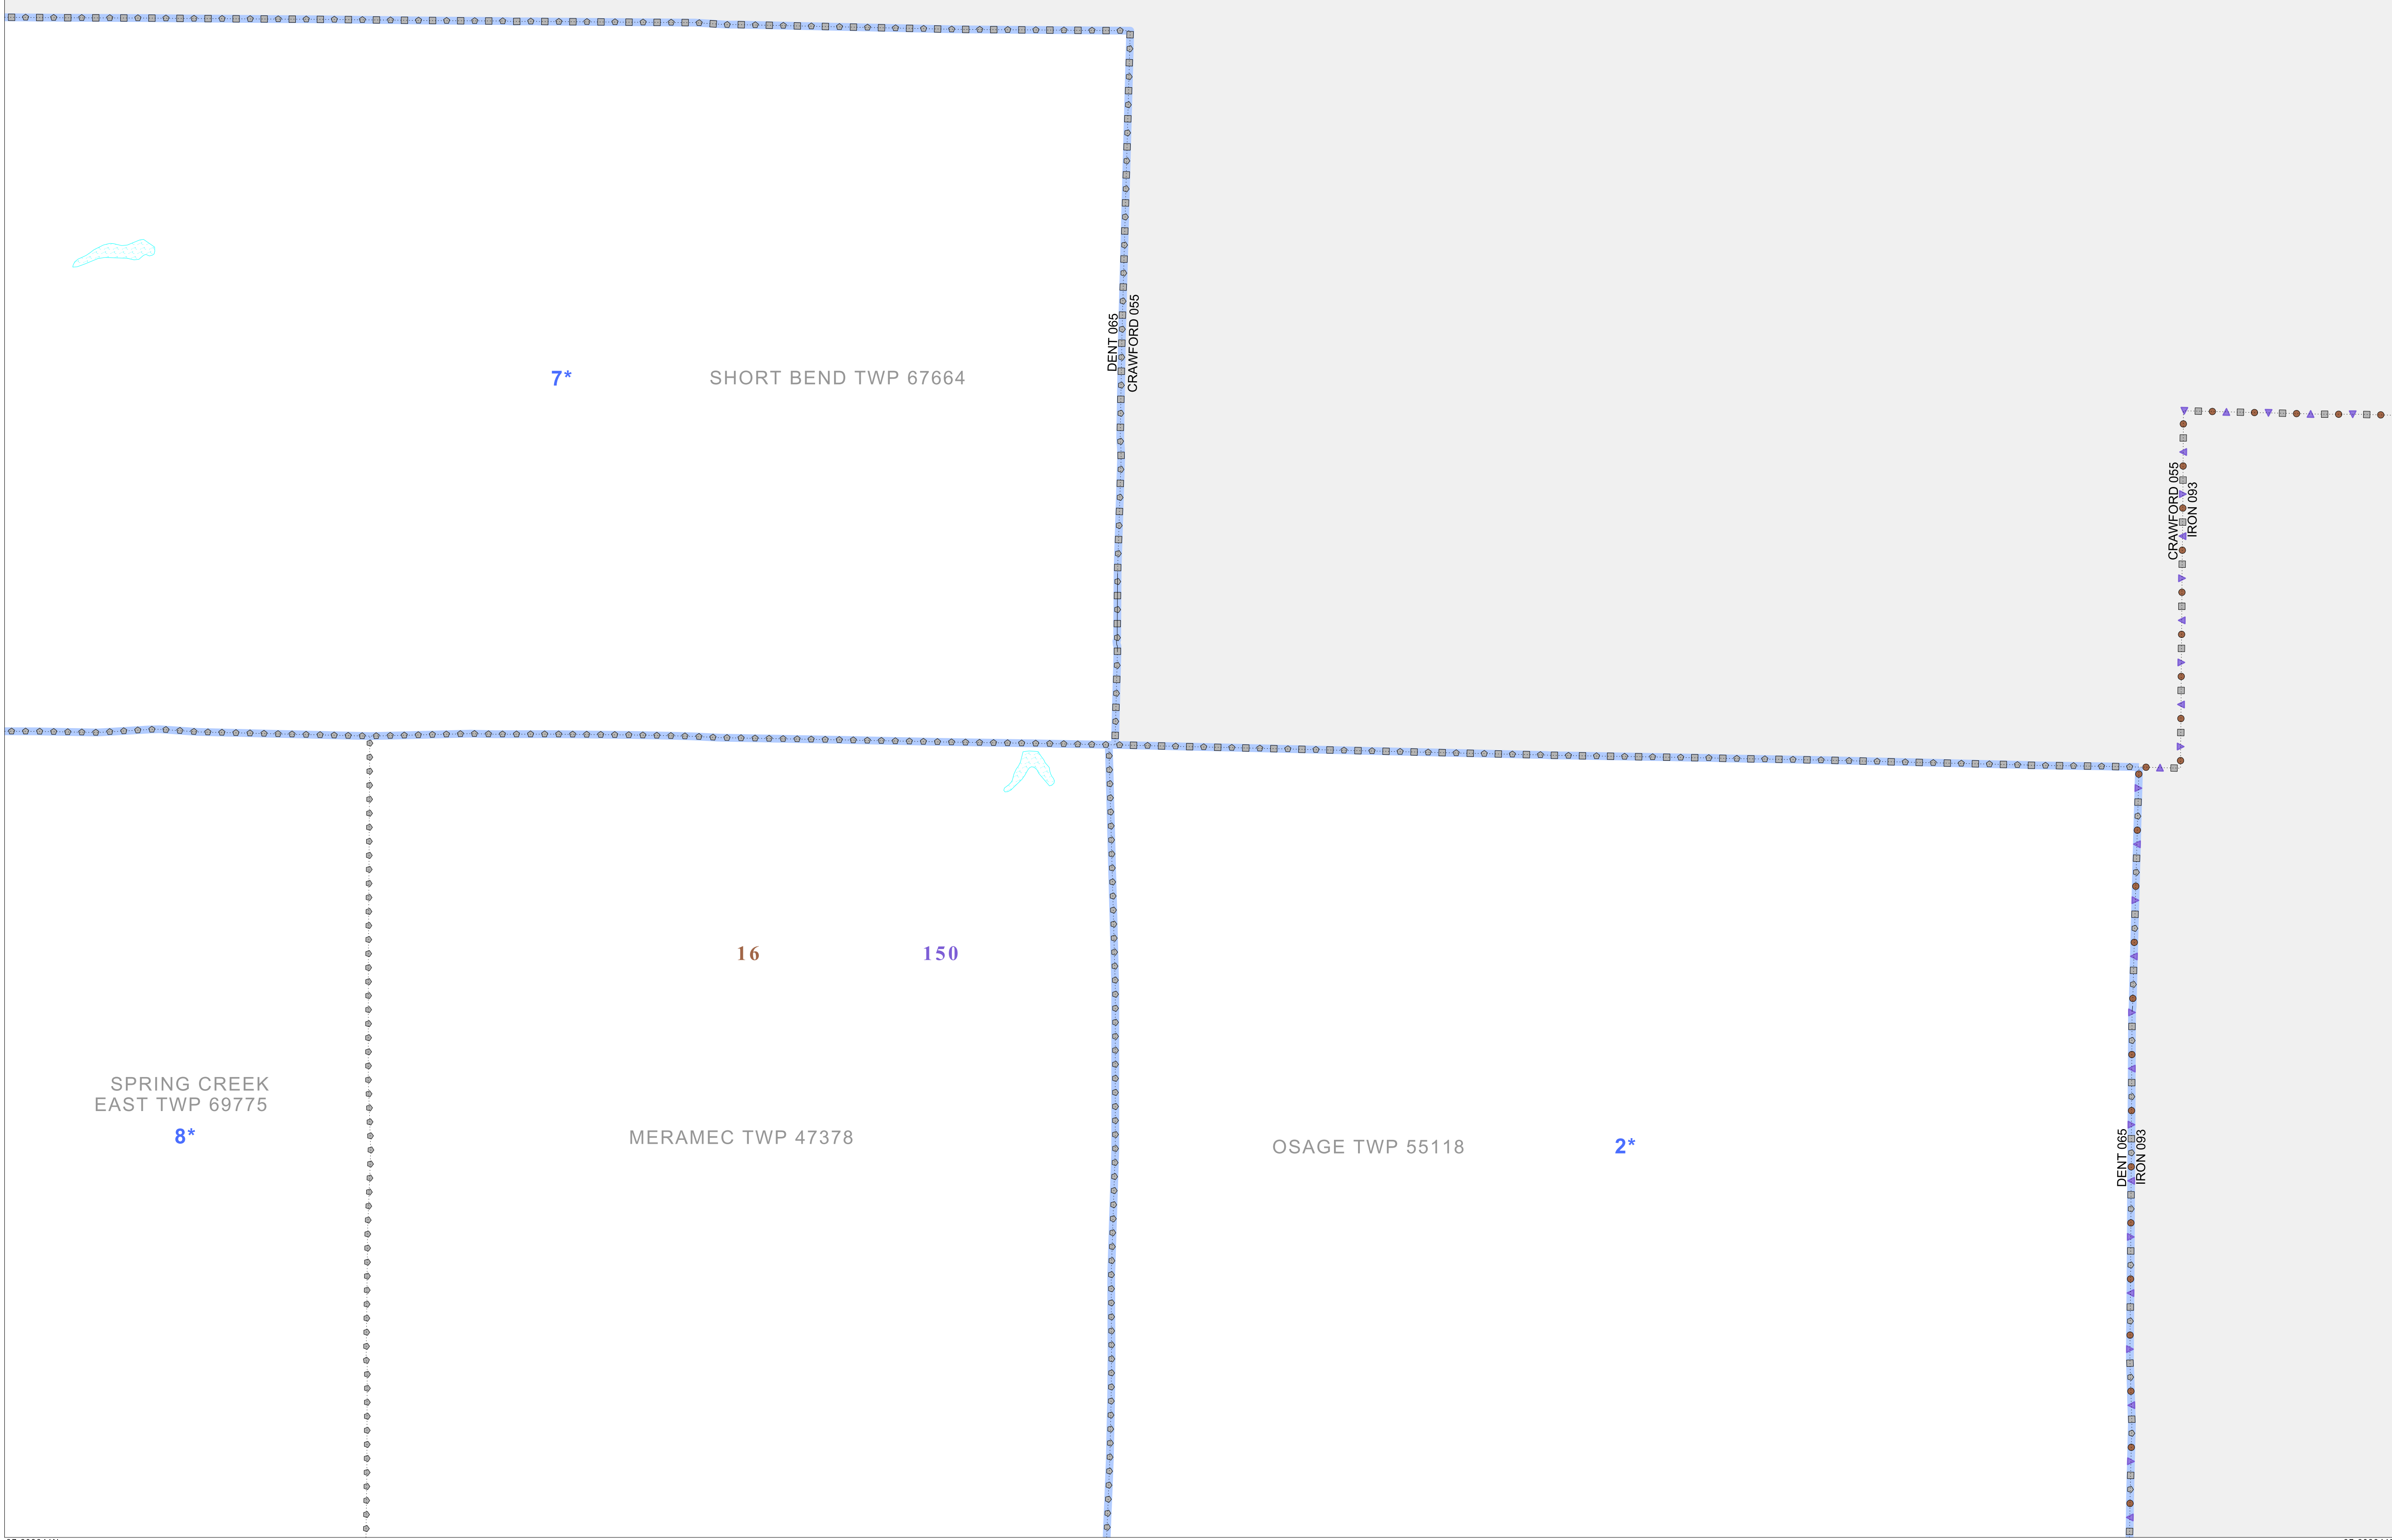 DENT 065
CRAWFORD 055
7*
SHORT BEND TWP 67664
CRAWFORD 055
IRON 093
16
150
SPRING CREEK
EAST TWP 69775
8*
MERAMEC TWP 47378
OSAGE TWP 55118
2*
DENT 065
IRON 093